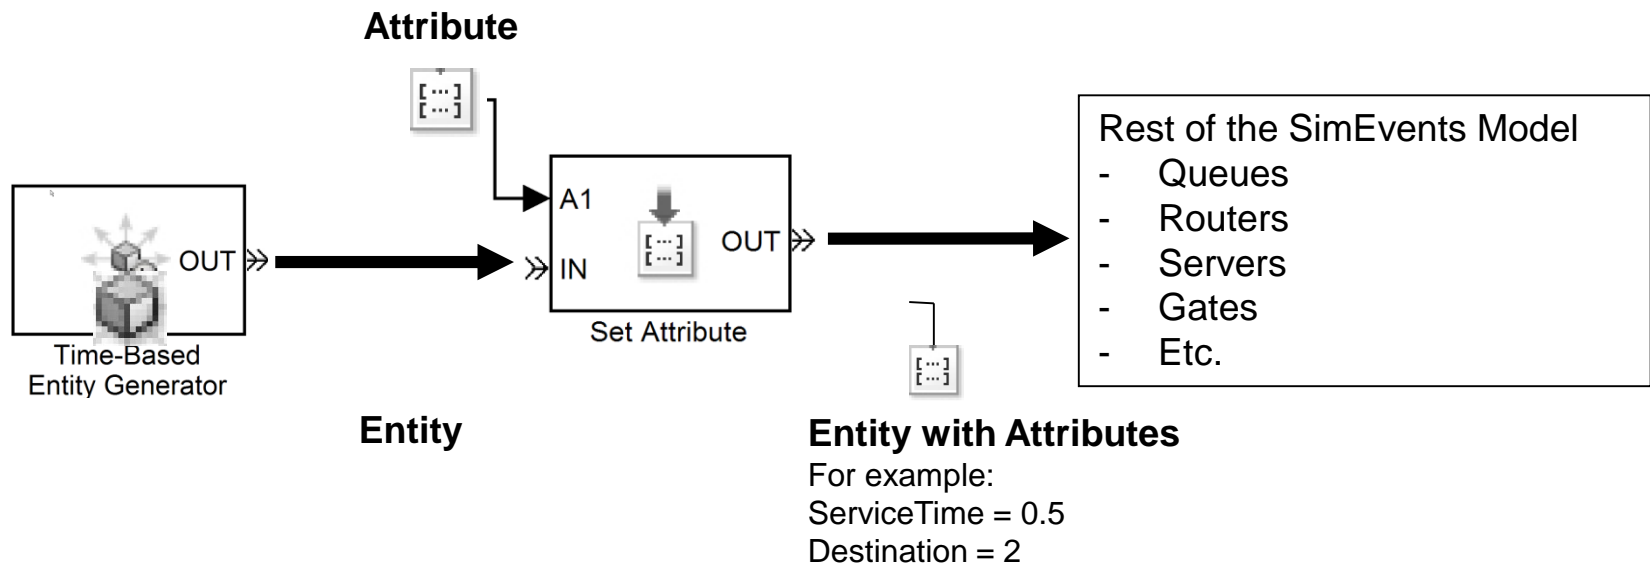 Attribute
[...]
[...]
A1
IN
OUT
[...]
[...]
Set Attribute
OUT
Time-Based
Entity Generator
Rest of the SimEvents Model
- Queues
- Routers
- Servers
- Gates
- Etc.
[...]
[...]
Entity
Entity with Attributes
For example:
ServiceTime = 0.5
Destination = 2